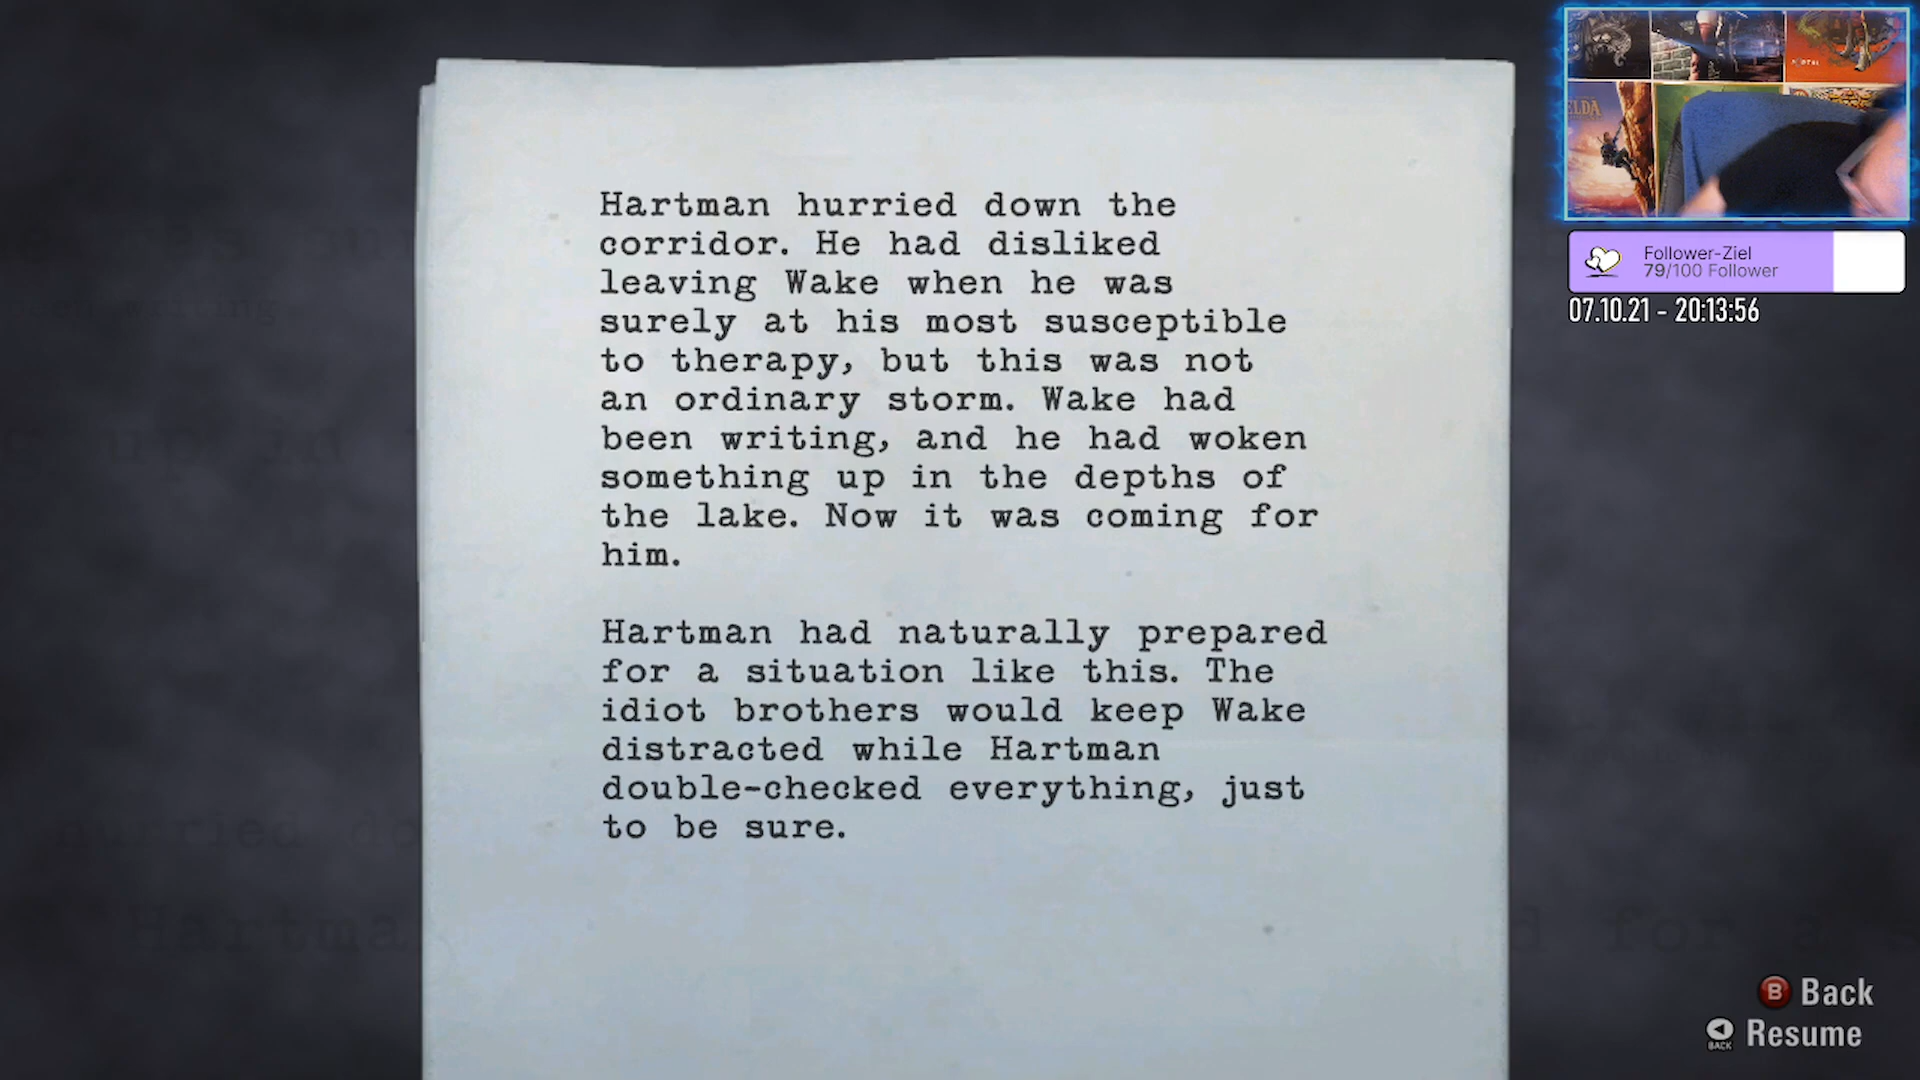 Hartman hurried down the
corridor. He had disliked
leaving Wake when he was
surely at his most susceptible
to therapy, but this was not
an ordinary storm. Wake had
been writing, and he had woken
something up in the depths of
the lake. Now it was coming for
him.
Hartman had naturally prepared
for a situation like this. The
idiot brothers would keep Wake
distracted while Hartman
double-checked everything, just
to be sure.
ELDA
Follower-Ziel
79/100 Follower
07.10.21 - 20:13:56
B Back
BACK Resume